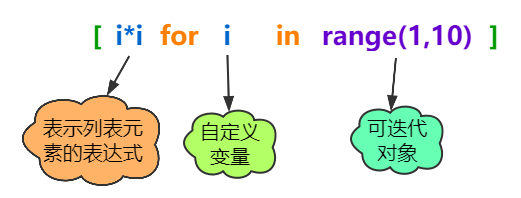 [ i*i for i in range(1,10) ]
表示列表元
素的表达式
自定义
变量
可迭代
对象